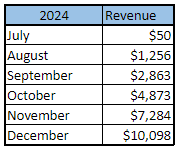 2024 Revenue
July $50
August $1,256
September $2,863
October $4,873
November $7,284
December $10,098